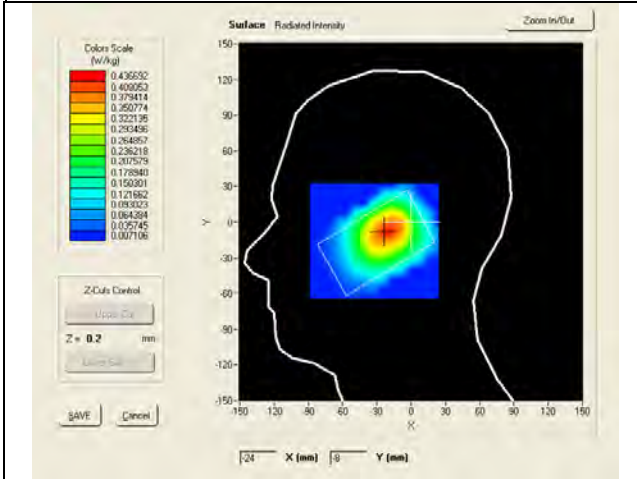 Surface Radiated Intensity
Zoom In/Out
Colors Scale
(W/kg)
0.436692
0.408053
0.379414
0.350774
0.322135
0.293496
0.264857
0.236218
0.207579
0.178940
0.150301
0.121662
0.093023
0.064384
0.035745
0.007106
150-
120-
90-
60-
30-
0-
-30-
-60-
-90-
-120-
-150-
Y
-150 -120 -90 -60 -30 0 30 60 90 120 150
X
Z-Cuts Control
Z = 0.2 mm
SAVE Cancel
-24 X (mm) -8 Y (mm)